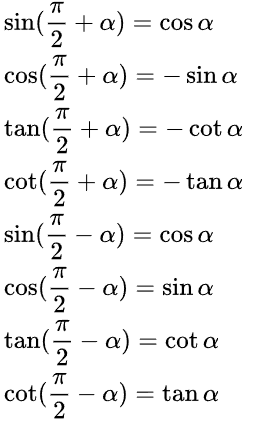 sin(π/2 + α) = cos α
cos(π/2 + α) = − sin α
tan(π/2 + α) = − cot α
cot(π/2 + α) = − tan α
sin(π/2 − α) = cos α
cos(π/2 − α) = sin α
tan(π/2 − α) = cot α
cot(π/2 − α) = tan α